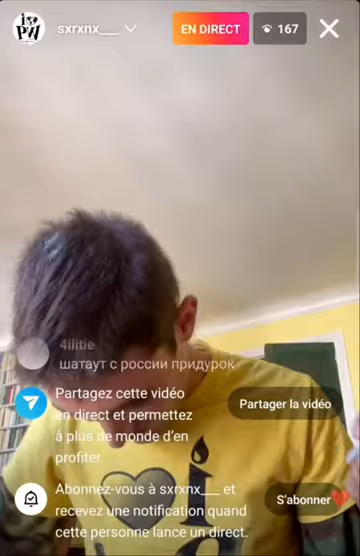 sxrxnx___
EN DIRECT
167
4ilitie
шатаут с россии придурок
Partagez cette vidéo
en direct et permettez
à plus de monde d’en
profiter.
Partager la vidéo
Abonnez-vous à sxrxnx___ et
recevez une notification quand
cette personne lance un direct.
S’abonner